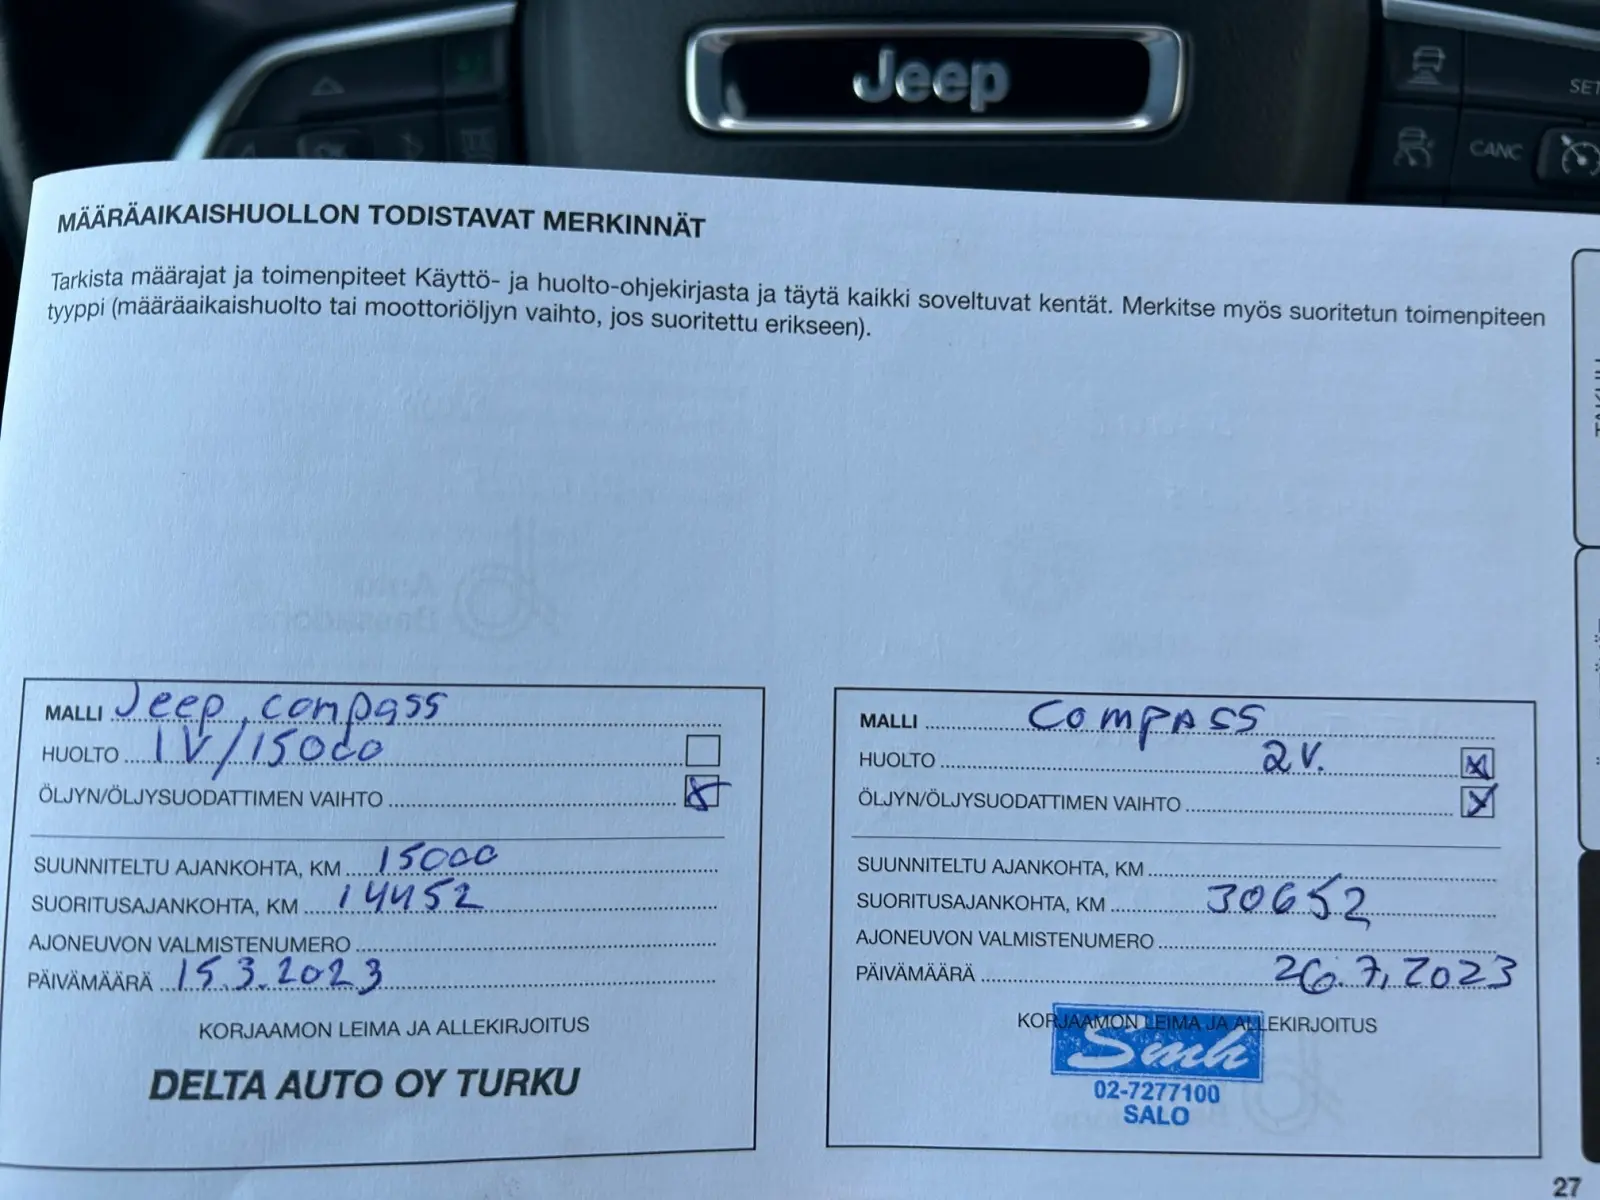 Jeep
SET
CANC
MÄÄRÄAIKAISHUOLLON TODISTAVAT MERKINNÄT
Tarkista määrajat ja toimenpiteet Käyttö- ja huolto-ohjekirjasta ja täytä kaikki soveltuvat kentät. Merkitse myös suoritetun toimenpiteen
tyyppi (määräaikaishuolto tai moottoriöljyn vaihto, jos suoritettu erikseen).
MALLI Jeep, compass
HUOLTO 1V/15000
ÖLJYN/ÖLJYSUODATTIMEN VAIHTO X
SUUNNITELTU AJANKOHTA, KM 15000
SUORITUSAJANKOHTA, KM 14452
AJONEUVON VALMISTENUMERO
PÄIVÄMÄÄRÄ 15.3.2023
KORJAAMON LEIMA JA ALLEKIRJOITUS
DELTA AUTO OY TURKU
MALLI COMPASS
HUOLTO 2V. X
ÖLJYN/ÖLJYSUODATTIMEN VAIHTO X
SUUNNITELTU AJANKOHTA, KM
SUORITUSAJANKOHTA, KM 30652
AJONEUVON VALMISTENUMERO
PÄIVÄMÄÄRÄ 26.7,2023
KORJAAMON LEIMA JA ALLEKIRJOITUS
Smh
02-7277100
SALO
27